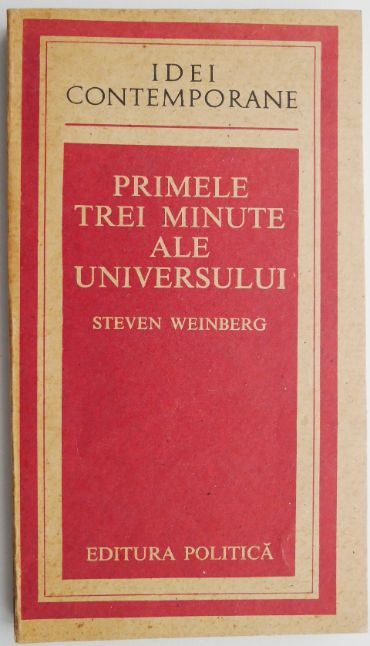 IDEI
CONTEMPORANE
PRIMELE
TREI MINUTE
ALE
UNIVERSULUI
STEVEN WEINBERG
EDITURA POLITICĂ